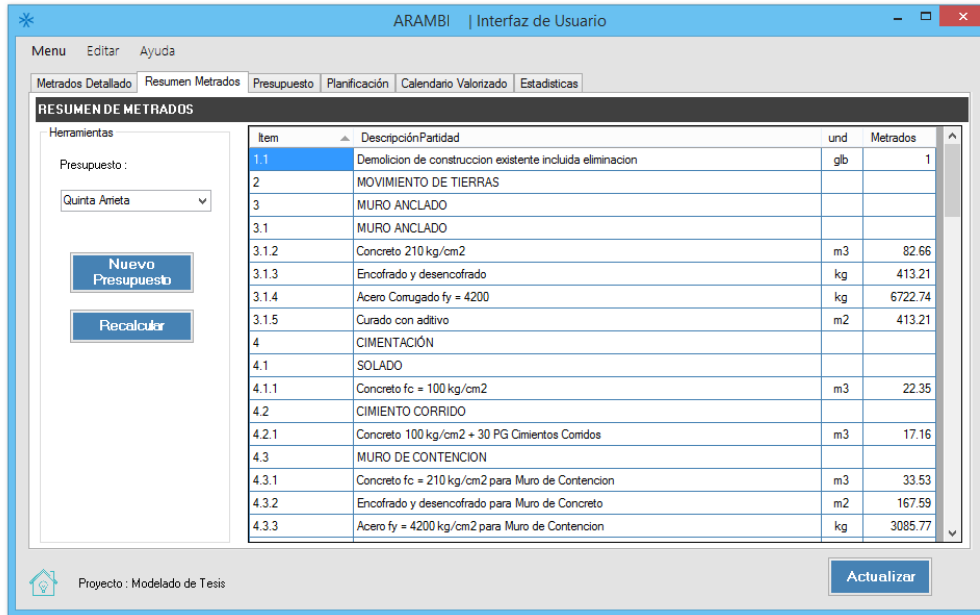 ARAMBI | Interfaz de Usuario
Menu Editar Ayuda
Metrados Detallado Resumen Metrados Presupuesto Planificación Calendario Valorizado Estadisticas
RESUMEN DE METRADOS
Herramientas
Presupuesto :
Quinta Arrieta
Nuevo
Presupuesto
Recalcular
Item DescripciónPartidad und Metrados
1.1 Demolicion de construccion existente incluida eliminacion glb 1
2 MOVIMIENTO DE TIERRAS
3 MURO ANCLADO
3.1 MURO ANCLADO
3.1.2 Concreto 210 kg/cm2 m3 82.66
3.1.3 Encofrado y desencofrado kg 413.21
3.1.4 Acero Corrugado fy = 4200 kg 6722.74
3.1.5 Curado con aditivo m2 413.21
4 CIMENTACIÓN
4.1 SOLADO
4.1.1 Concreto fc = 100 kg/cm2 m3 22.35
4.2 CIMIENTO CORRIDO
4.2.1 Concreto 100 kg/cm2 + 30 PG Cimientos Corridos m3 17.16
4.3 MURO DE CONTENCION
4.3.1 Concreto fc = 210 kg/cm2 para Muro de Contencion m3 33.53
4.3.2 Encofrado y desencofrado para Muro de Concreto m2 167.59
4.3.3 Acero fy = 4200 kg/cm2 para Muro de Contencion kg 3085.77
Proyecto : Modelado de Tesis
Actualizar